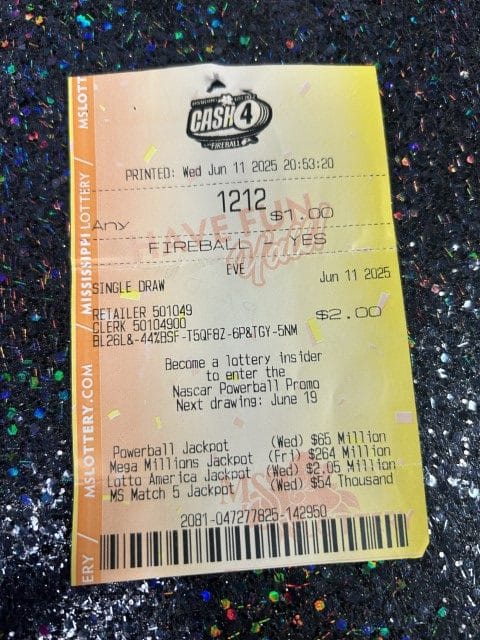 MSLOTT
MISSISSIPPI LOTTERY
MSLOTTERY.COM
ERY
CASH 4
FIREBALL
PRINTED: Wed Jun 11 2025 20:53:20
1212
Any $1.00
HAVE FUN
FIREBALL - YES
EVE
SINGLE DRAW Jun 11 2025
RETAILER 501049
CLERK 50104900 $2.00
BL26L&-44%BSF-T5QF8Z-6P&TGY-5NM
Become a lottery insider
to enter the
Nascar Powerball Promo
Next drawing: June 19
Powerball Jackpot (Wed) $65 Million
Mega Millions Jackpot (Fri) $264 Million
Lotto America Jackpot (Wed) $2.05 Million
MS Match 5 Jackpot (Wed) $54 Thousand
2081-047277825-142950